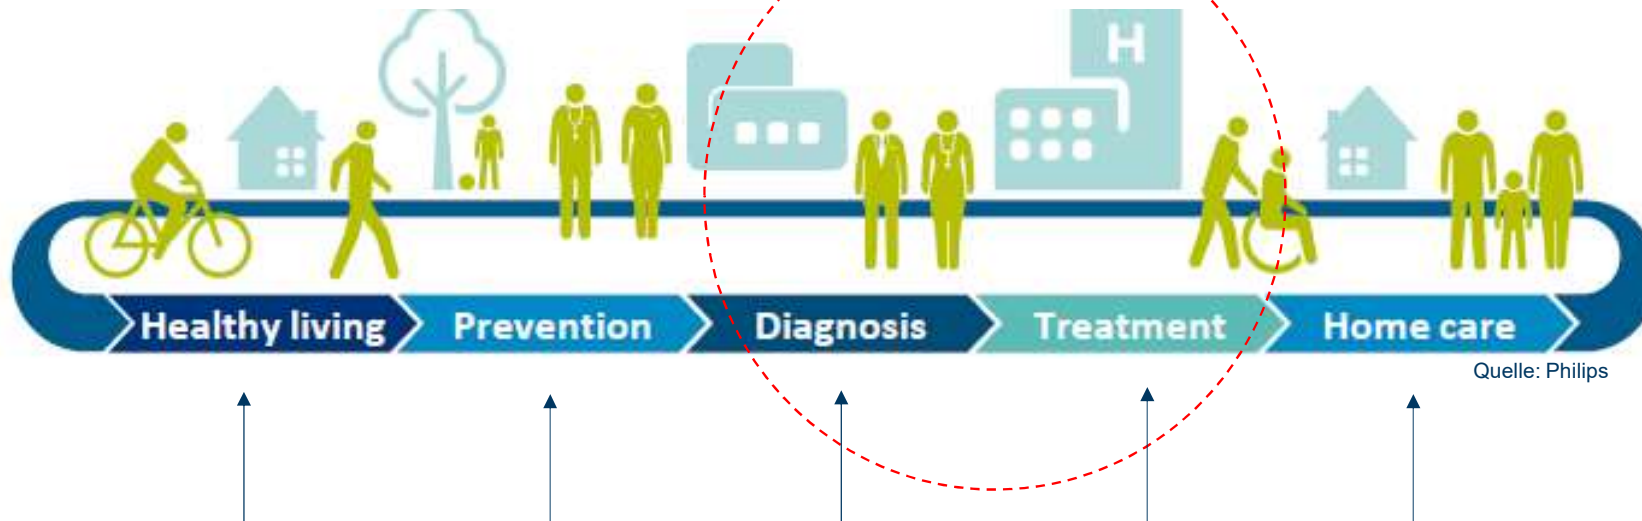 H
Healthy living
Prevention
Diagnosis
Treatment
Home care
Quelle: Philips